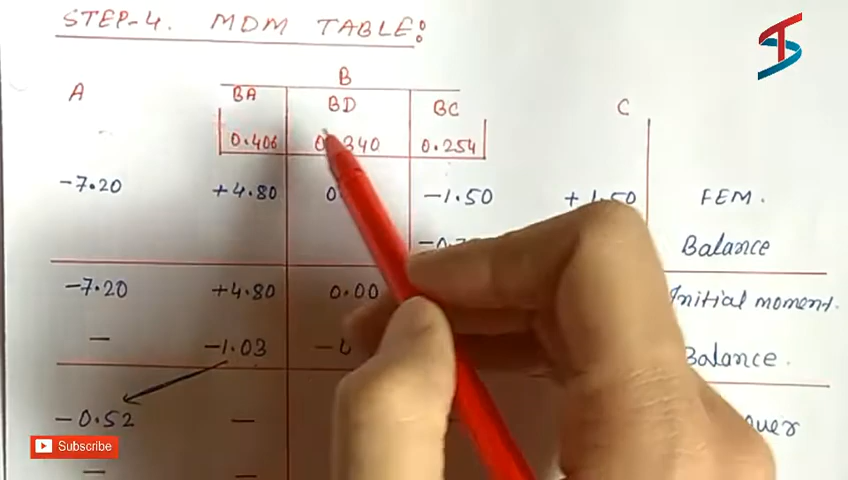 STEP-4. MDM TABLE:
B
A BA BD BC C
0.406 0.254
-7.20 +4.80 -1.50 FEM.
Balance
-7.20 +4.80 0.00 Initial moment.
- -1.03 Balance.
-0.52 -
- -
Subscribe